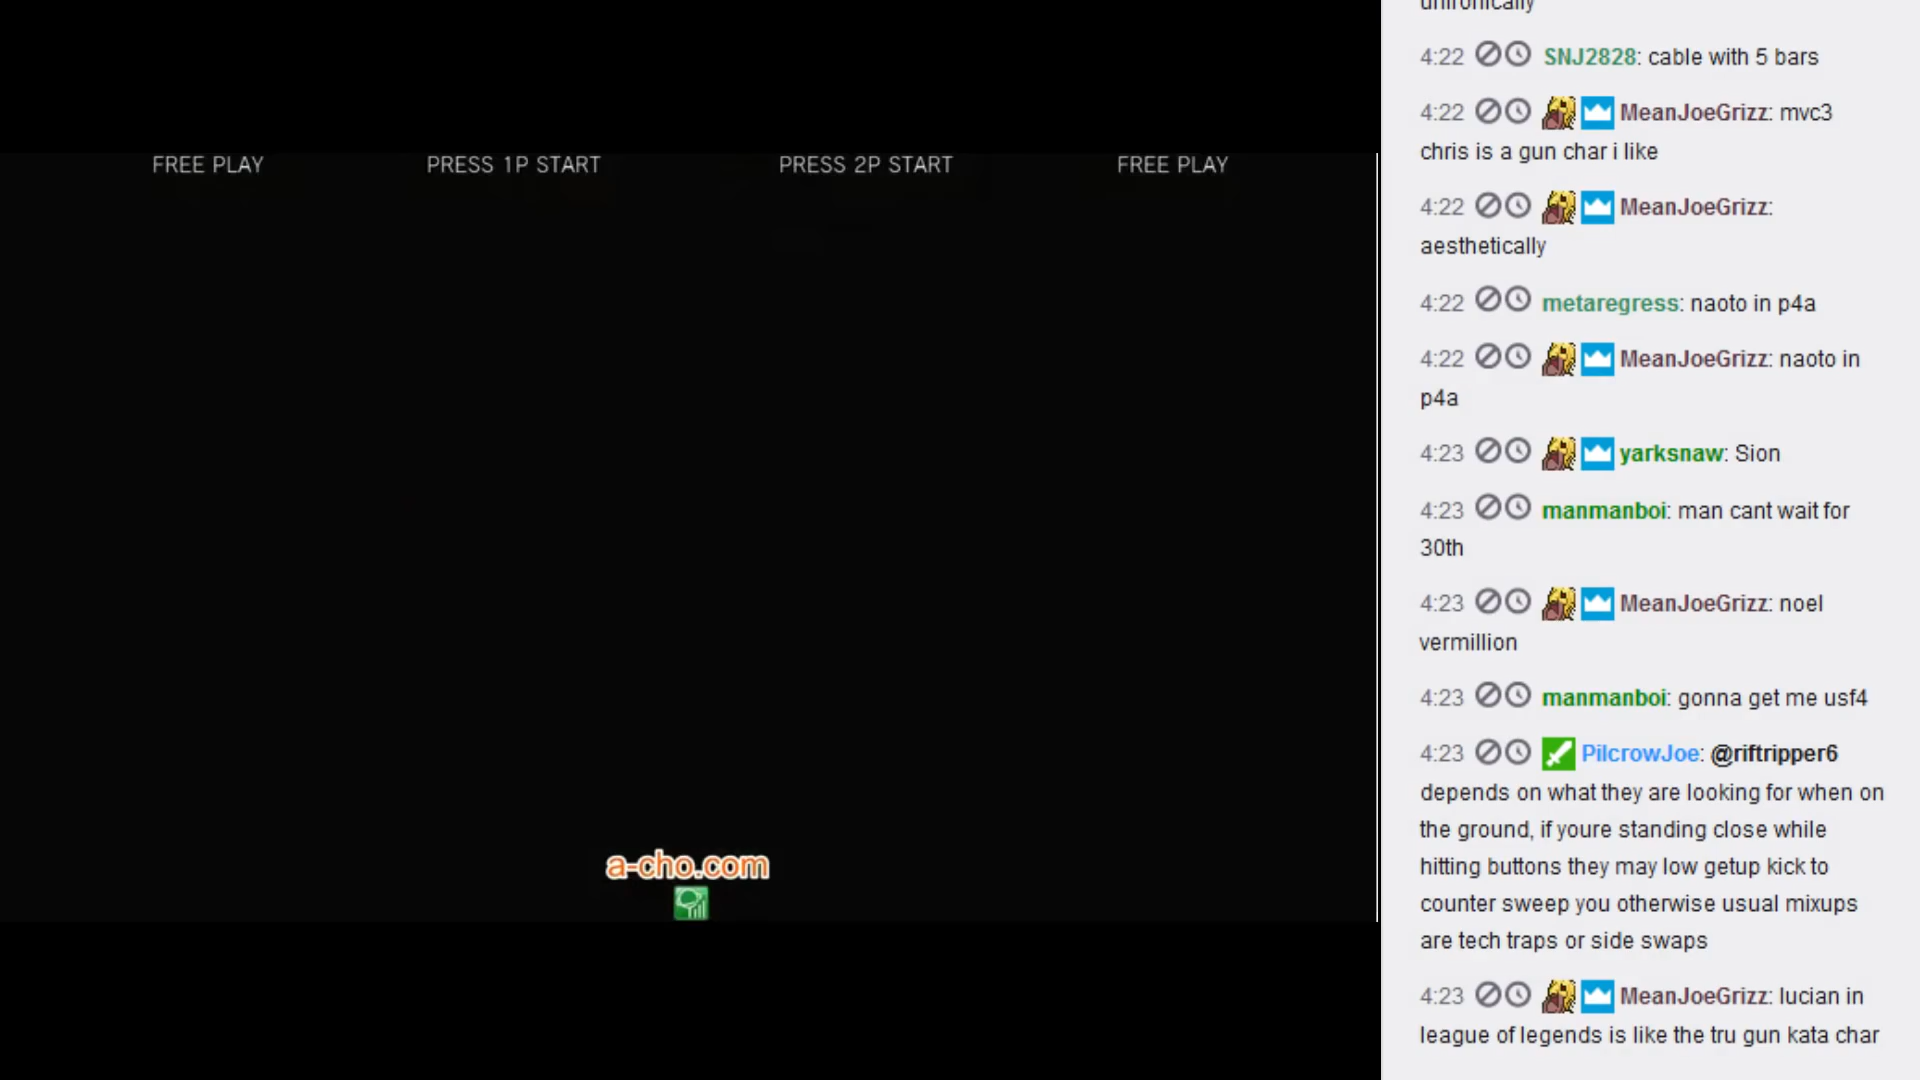 FREE PLAY PRESS 1P START PRESS 2P START FREE PLAY
a-cho.com
unironically
4:22 SNJ2828: cable with 5 bars
4:22 MeanJoeGrizz: mvc3
chris is a gun char i like
4:22 MeanJoeGrizz:
aesthetically
4:22 metaregress: naoto in p4a
4:22 MeanJoeGrizz: naoto in
p4a
4:23 yarksnaw: Sion
4:23 manmanboi: man cant wait for
30th
4:23 MeanJoeGrizz: noel
vermillion
4:23 manmanboi: gonna get me usf4
4:23 PilcrowJoe: @riftripper6
depends on what they are looking for when on
the ground, if youre standing close while
hitting buttons they may low getup kick to
counter sweep you otherwise usual mixups
are tech traps or side swaps
4:23 MeanJoeGrizz: lucian in
league of legends is like the tru gun kata char